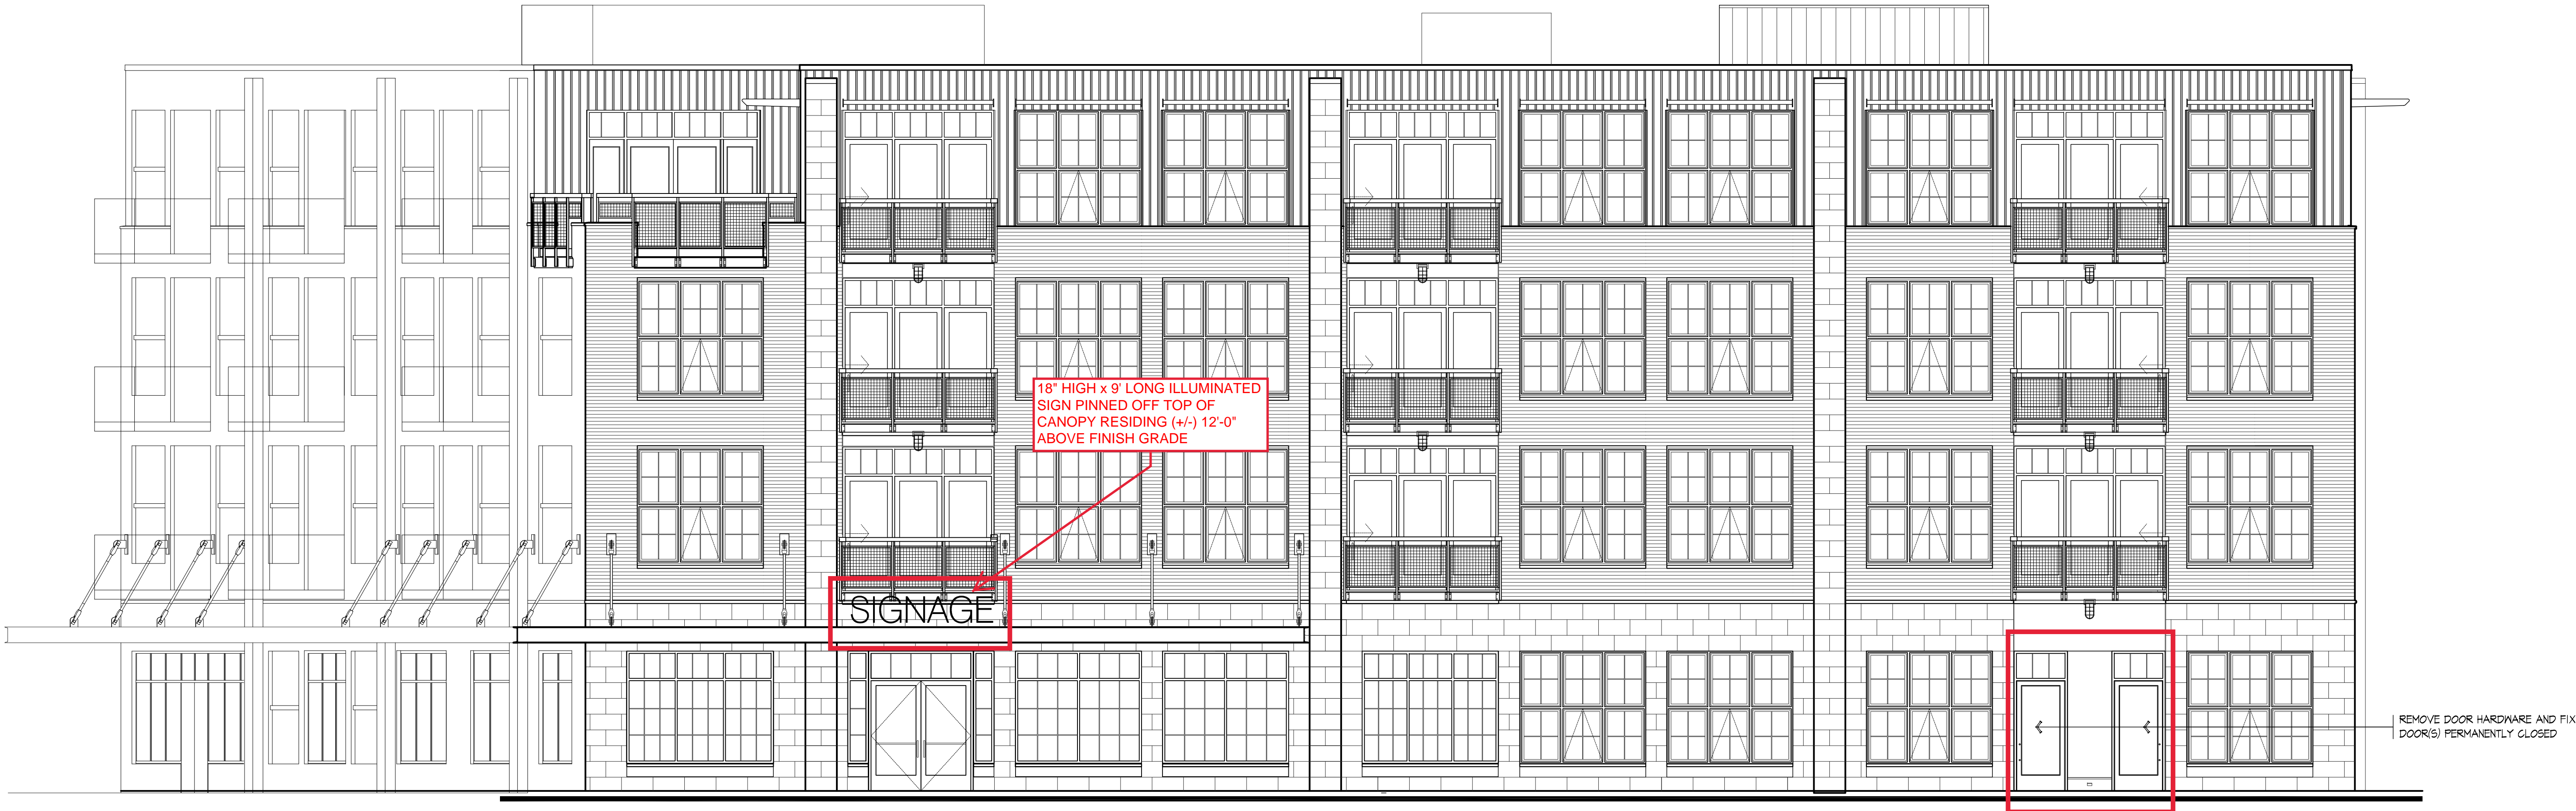 18" HIGH x 9' LONG ILLUMINATED
SIGN PINNED OFF TOP OF
CANOPY RESIDING (+/-) 12'-0"
ABOVE FINISH GRADE
SIGNAGE
REMOVE DOOR HARDWARE AND FIX
DOOR(S) PERMANENTLY CLOSED